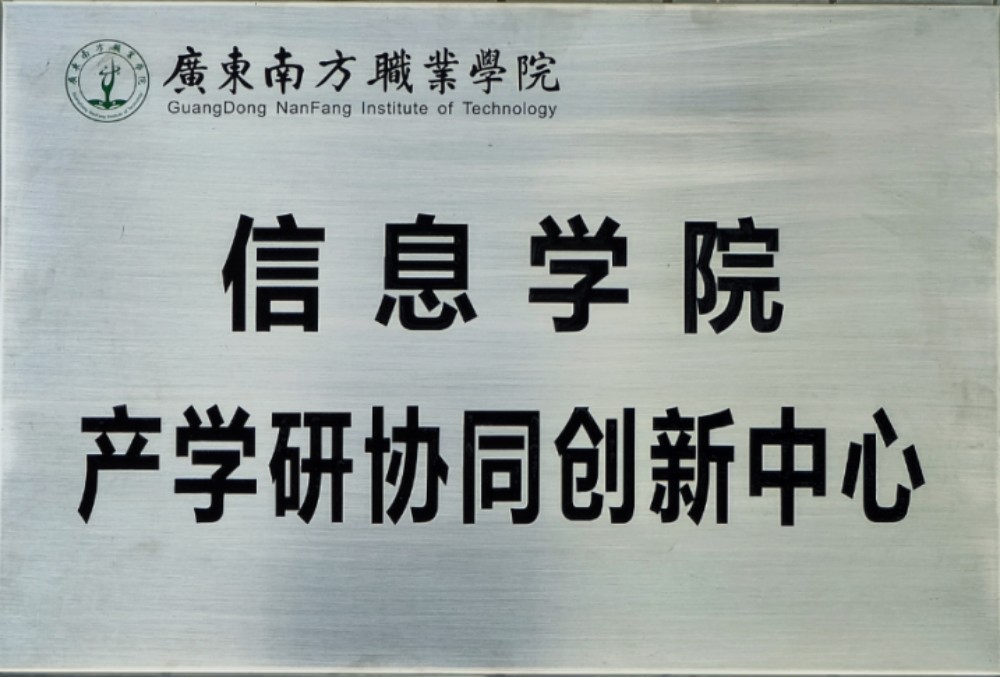 廣東南方職業學院
GuangDong NanFang Institute of Technology
信息学院
产学研协同创新中心